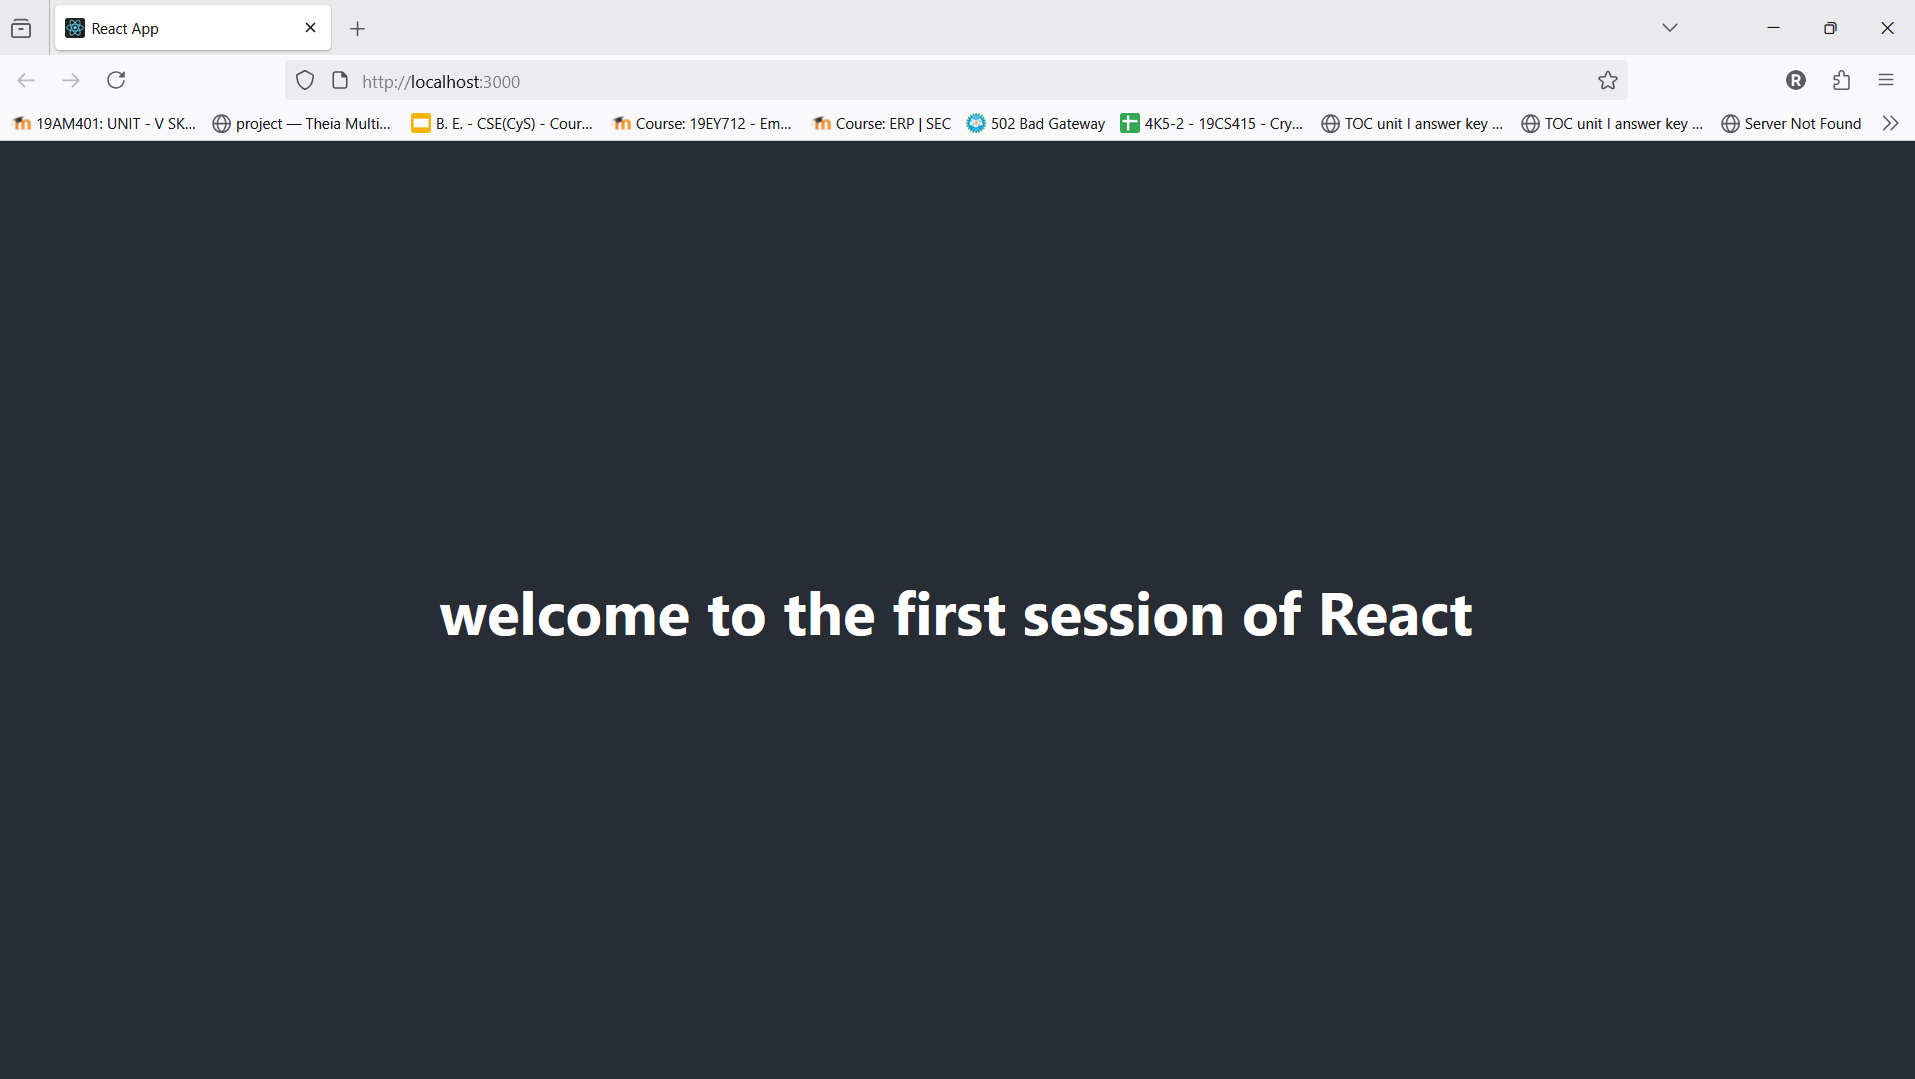 React App
http://localhost:3000
R
19AM401: UNIT - V SK...
project — Theia Multi...
B. E. - CSE(CyS) - Cour...
Course: 19EY712 - Em...
Course: ERP | SEC
502 Bad Gateway
4K5-2 - 19CS415 - Cry...
TOC unit I answer key ...
TOC unit I answer key ...
Server Not Found
welcome to the first session of React